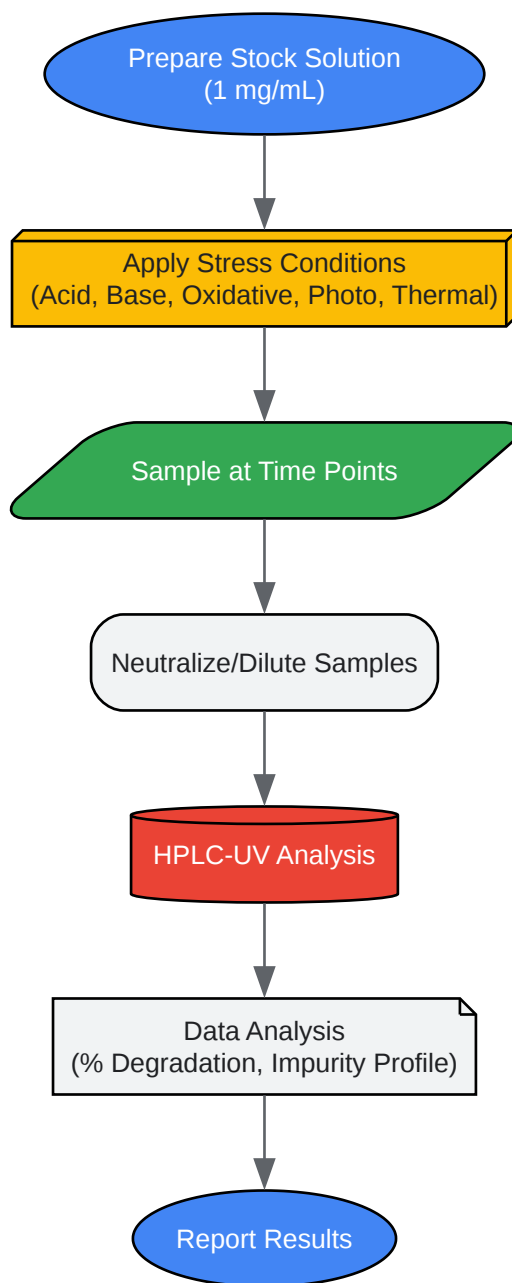 Prepare Stock Solution
(1 mg/mL)
Apply Stress Conditions
(Acid, Base, Oxidative, Photo, Thermal)
Sample at Time Points
Neutralize/Dilute Samples
HPLC-UV Analysis
Data Analysis
(% Degradation, Impurity Profile)
Report Results